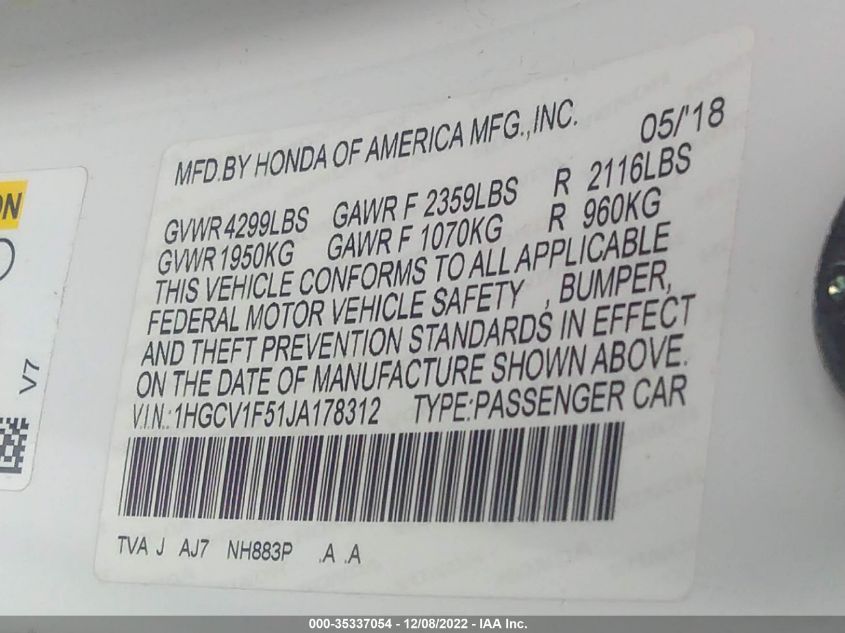 MFD.BY HONDA OF AMERICA MFG.,INC. 05/'18
GVWR 4299LBS GAWR F 2359LBS R 2116LBS
GVWR 1950KG GAWR F 1070KG R 960KG
THIS VEHICLE CONFORMS TO ALL APPLICABLE
FEDERAL MOTOR VEHICLE SAFETY , BUMPER,
AND THEFT PREVENTION STANDARDS IN EFFECT
ON THE DATE OF MANUFACTURE SHOWN ABOVE.
V.I.N.:1HGCV1F51JA178312 TYPE:PASSENGER CAR
TVA J AJ7 NH883P .A .A
V7
000-35337054 - 12/08/2022 - IAA Inc.